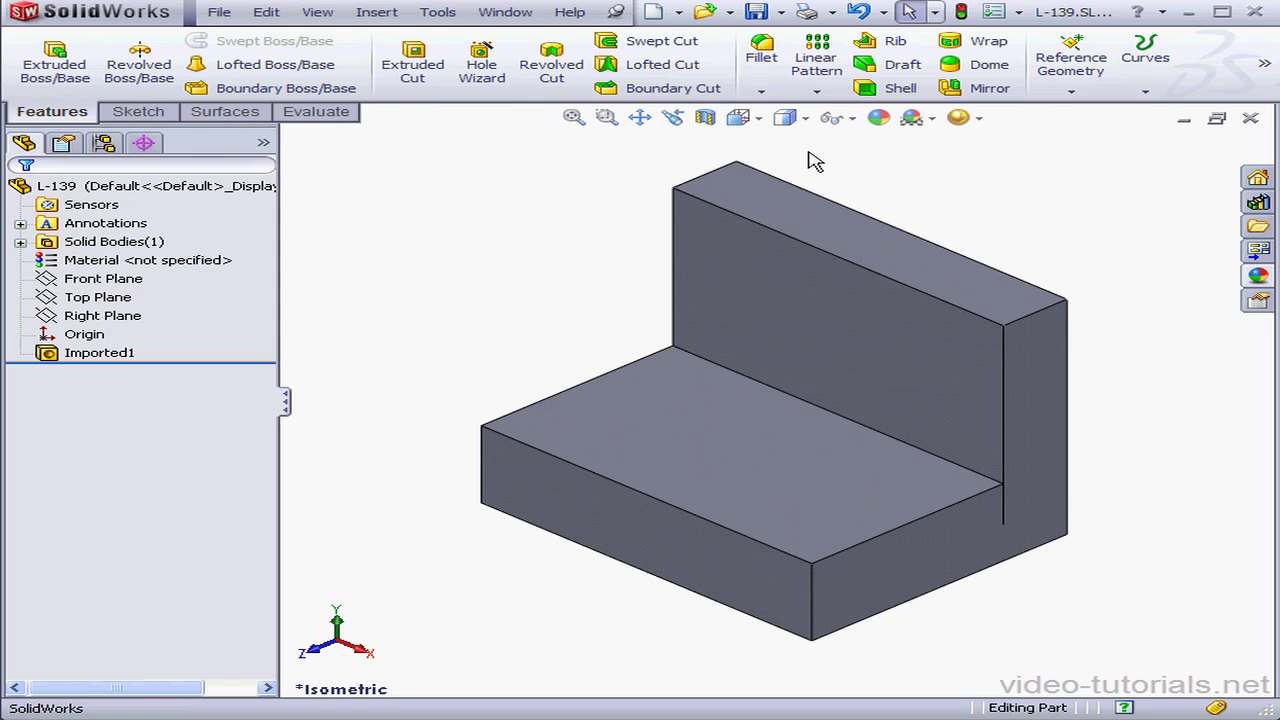 SW SolidWorks File Edit View Insert Tools Window Help L-139.SL... ?
Extruded Boss/Base
Revolved Boss/Base
Swept Boss/Base
Lofted Boss/Base
Boundary Boss/Base
Extruded Cut
Hole Wizard
Revolved Cut
Swept Cut
Lofted Cut
Boundary Cut
Fillet
Linear Pattern
Rib
Draft
Shell
Wrap
Dome
Mirror
Reference Geometry
Curves
Features Sketch Surfaces Evaluate
L-139 (Default<<Default>_Displa
Sensors
A Annotations
Solid Bodies(1)
Material <not specified>
Front Plane
Top Plane
Right Plane
Origin
Imported1
Y
Z X
*Isometric
video-tutorials.net
SolidWorks Editing Part ?